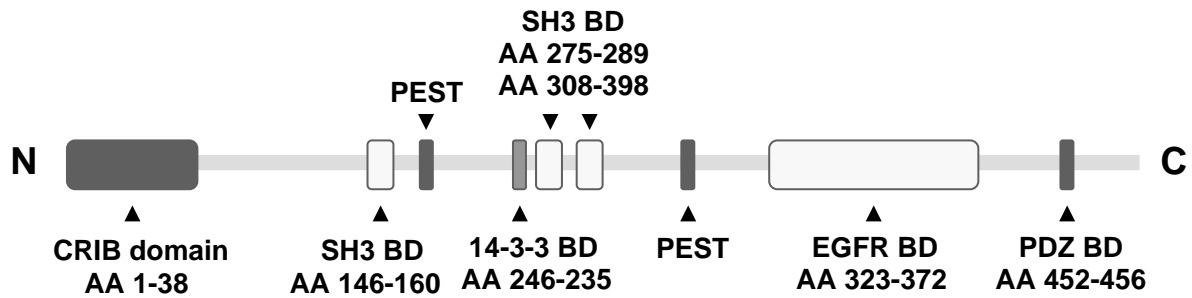 SH3 BD
AA 275-289
AA 308-398
PEST
N
C
CRIB domain
AA 1-38
SH3 BD
AA 146-160
14-3-3 BD
AA 246-235
PEST
EGFR BD
AA 323-372
PDZ BD
AA 452-456